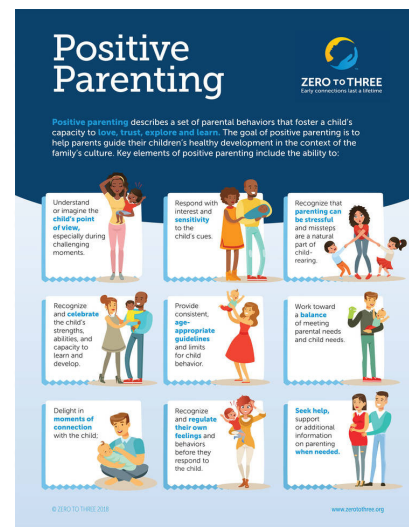 Positive
Parenting
ZERO TO THREE
Early connections last a lifetime
Positive parenting describes a set of parental behaviors that foster a child's
capacity to love, trust, explore and learn. The goal of positive parenting is to
help parents guide their children's healthy development in the context of the
family's culture. Key elements of positive parenting include the ability to:
Understand
or imagine the
child's point
of view,
especially during
challenging
moments.
Respond with
interest and
sensitivity
to the
child's cues.
Recognize that
parenting can
be stressful
and missteps
are a natural
part of
child-
rearing.
Recognize
and celebrate
the child's
strengths,
abilities, and
capacity to
learn and
develop.
Provide
consistent,
age-
appropriate
guidelines
and limits
for child
behavior.
Work toward
a balance
of meeting
parental needs
and child needs.
Delight in
moments of
connection
with the child;
Recognize
and regulate
their own
feelings and
behaviors
before they
respond to
the child.
Seek help,
support
or additional
information
on parenting
when needed.
© ZERO TO THREE 2018
www.zerotothree.org